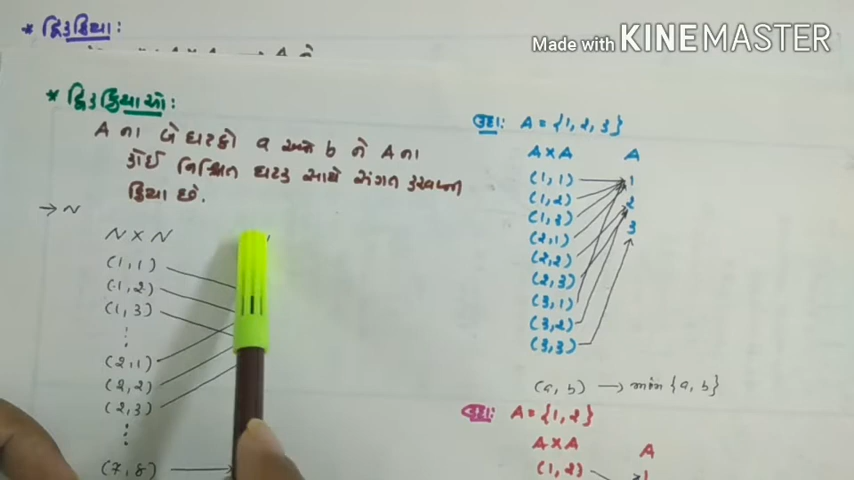 * દ્વિક્ક્રિયા:
Made with KINEMASTER
* દ્વિક્ક્રિયાઓ:
A ના બે ઘટકો a અને b ને A ના
કોઈ નિશ્ચિત ઘટક સાથે સંગત કરવાની
ક્રિયા છે.
→ N
N × N
(1, 1)
(1, 2)
(1, 3)
⋮
(2, 1)
(2, 2)
(2, 3)
⋮
(7, 8) →
ઉદા: A = {1, 2, 3}
A × A A
(1, 1) 1
(1, 2) 2
(1, 3) 3
(2, 1)
(2, 2)
(2, 3)
(3, 1)
(3, 2)
(3, 3)
(a, b) → min {a, b}
ઉદા: A = {1, 2}
A × A A
(1, 2) 1